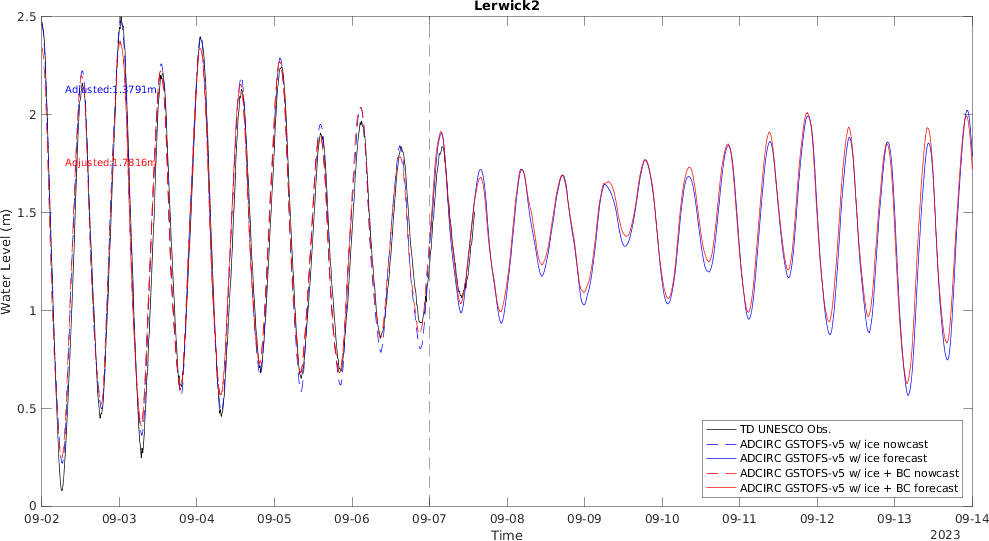 Lerwick2
2.5
2
1.5
1
0.5
0
Water Level (m)
Adjusted:1.3791m
Adjusted:1.7816m
TD UNESCO Obs.
ADCIRC GSTOFS-v5 w/ ice nowcast
ADCIRC GSTOFS-v5 w/ ice forecast
ADCIRC GSTOFS-v5 w/ ice + BC nowcast
ADCIRC GSTOFS-v5 w/ ice + BC forecast
09-02 09-03 09-04 09-05 09-06 09-07 09-08 09-09 09-10 09-11 09-12 09-13 09-14
Time
2023